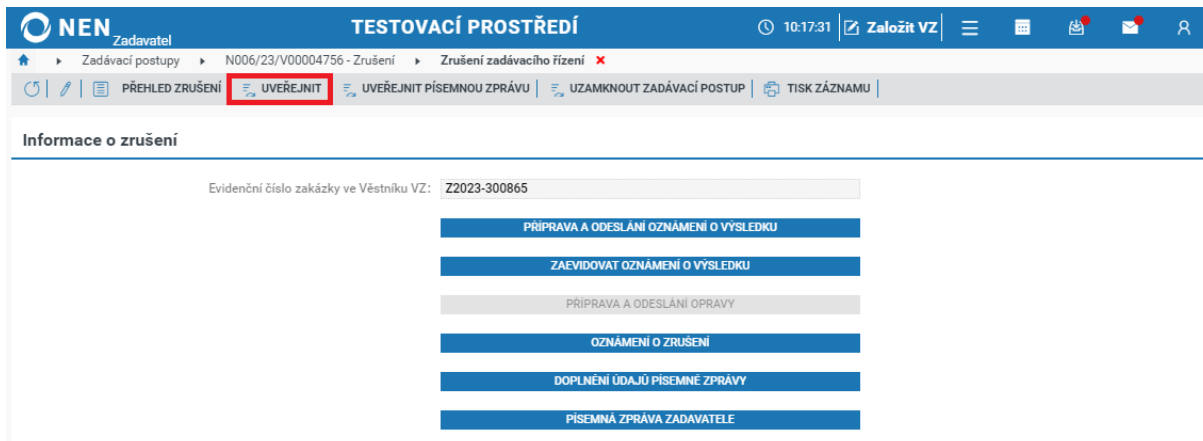 NEN Zadavatel TESTOVACÍ PROSTŘEDÍ 10:17:31 Založit VZ
Zadávací postupy N006/23/V00004756 - Zrušení Zrušení zadávacího řízení
PŘEHLED ZRUŠENÍ UVEŘEJNIT UVEŘEJNIT PÍSEMNOU ZPRÁVU UZAMKNOUT ZADÁVACÍ POSTUP TISK ZÁZNAMU
Informace o zrušení
Evidenční číslo zakázky ve Věstníku VZ: Z2023-300865
PŘÍPRAVA A ODESLÁNÍ OZNÁMENÍ O VÝSLEDKU
ZAEVIDOVAT OZNÁMENÍ O VÝSLEDKU
PŘÍPRAVA A ODESLÁNÍ OPRAVY
OZNÁMENÍ O ZRUŠENÍ
DOPLNĚNÍ ÚDAJŮ PÍSEMNÉ ZPRÁVY
PÍSEMNÁ ZPRÁVA ZADAVATELE